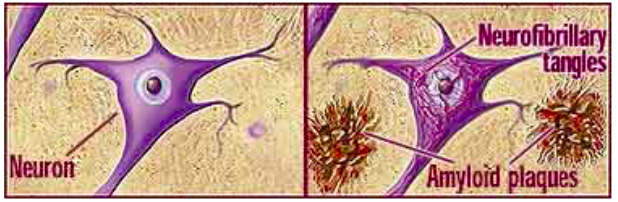 Neuron
Neurofibrillary
tangles
Amyloid plaques